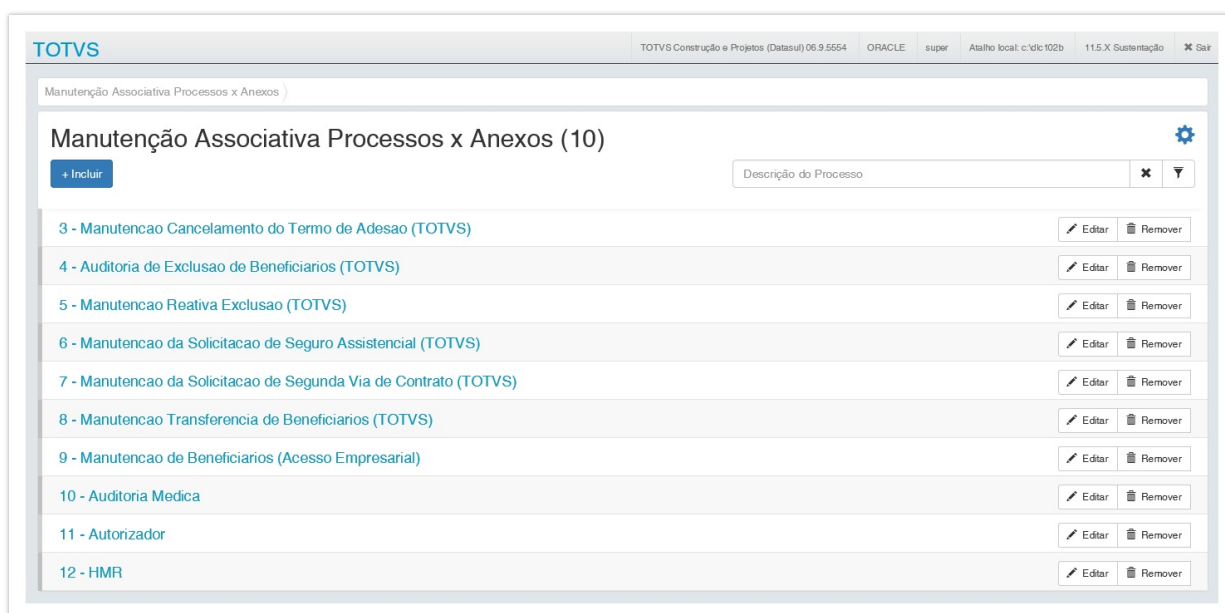 TOTVS
TOTVS Construção e Projetos (Datasul) 06.9.5554 ORACLE super Atalho local: c:\dlc102b 11.5.X Sustentação ✖ Sair
Manutenção Associativa Processos x Anexos
Manutenção Associativa Processos x Anexos (10)
+ Incluir
Descrição do Processo
3 - Manutencao Cancelamento do Termo de Adesao (TOTVS) Editar Remover
4 - Auditoria de Exclusao de Beneficiarios (TOTVS) Editar Remover
5 - Manutencao Reativa Exclusao (TOTVS) Editar Remover
6 - Manutencao da Solicitacao de Seguro Assistencial (TOTVS) Editar Remover
7 - Manutencao da Solicitacao de Segunda Via de Contrato (TOTVS) Editar Remover
8 - Manutencao Transferencia de Beneficiarios (TOTVS) Editar Remover
9 - Manutencao de Beneficiarios (Acesso Empresarial) Editar Remover
10 - Auditoria Medica Editar Remover
11 - Autorizador Editar Remover
12 - HMR Editar Remover